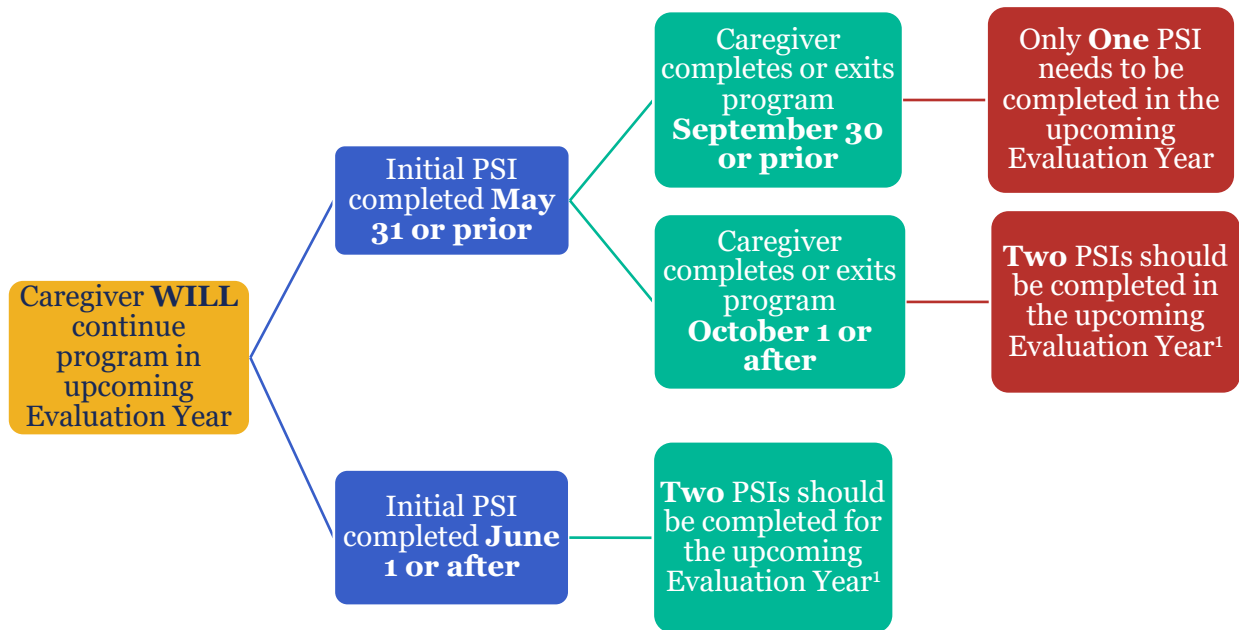 Caregiver WILL
continue
program in
upcoming
Evaluation Year
Initial PSI
completed May
31 or prior
Caregiver
completes or exits
program
September 30
or prior
Only One PSI
needs to be
completed in the
upcoming
Evaluation Year
Caregiver
completes or exits
program
October 1 or
after
Two PSIs should
be completed in
the upcoming
Evaluation Year¹
Initial PSI
completed June
1 or after
Two PSIs should
be completed for
the upcoming
Evaluation Year¹